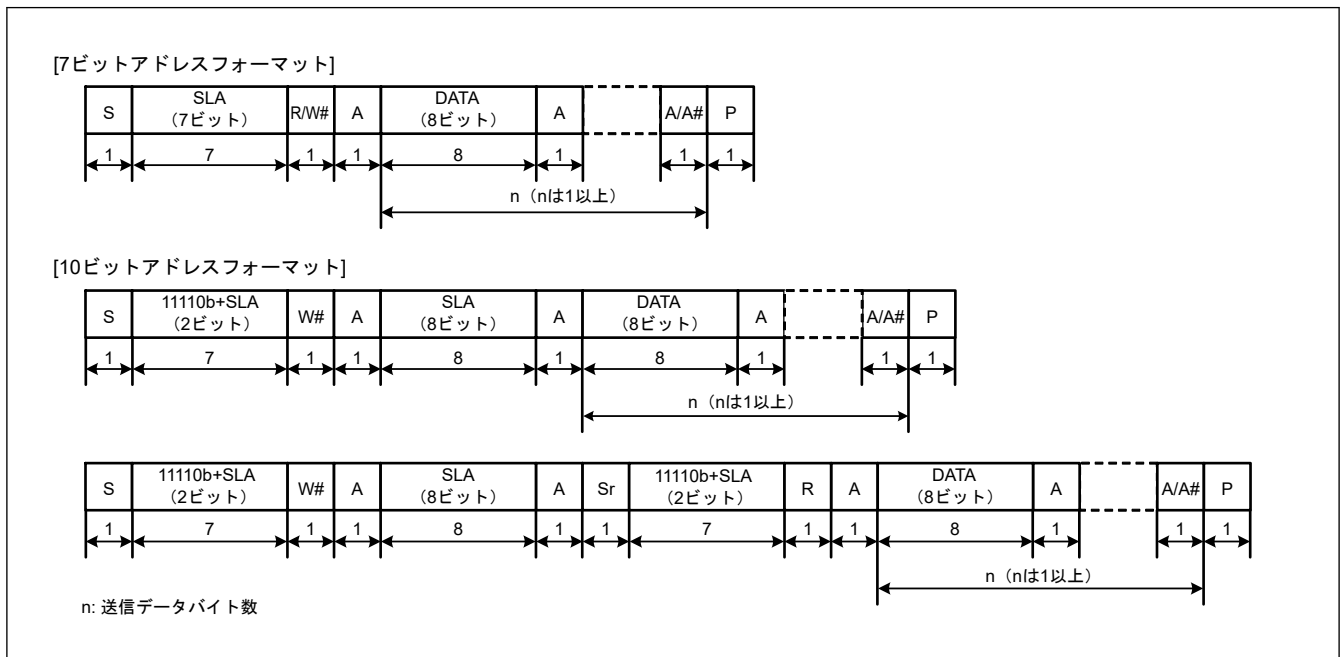 [7ビットアドレスフォーマット]
S SLA (7ビット) R/W# A DATA (8ビット) A A/A# P
1 7 1 1 8 1 1 1
n (nは1以上)
[10ビットアドレスフォーマット]
S 11110b+SLA (2ビット) W# A SLA (8ビット) A DATA (8ビット) A A/A# P
1 7 1 1 8 1 8 1 1 1
n (nは1以上)
S 11110b+SLA (2ビット) W# A SLA (8ビット) A Sr 11110b+SLA (2ビット) R A DATA (8ビット) A A/A# P
1 7 1 1 8 1 1 7 1 1 8 1 1 1
n (nは1以上)
n: 送信データバイト数